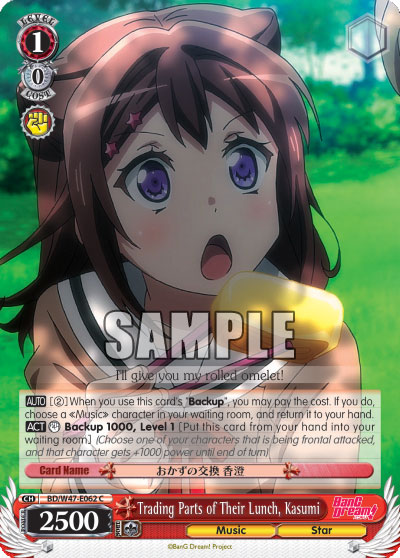 LEVEL
1
0
COST
SAMPLE
I'll give you my rolled omelet!
AUTO [②] When you use this card's "Backup", you may pay the cost. If you do,
choose a «Music» character in your waiting room, and return it to your hand.
ACT Backup 1000, Level 1 [Put this card from your hand into your
waiting room] (Choose one of your characters that is being frontal attacked,
and that character gets +1000 power until end of turn)
Card Name おかずの交換 香澄
CH BD/W47-E062 C
Trading Parts of Their Lunch, Kasumi
BanG Dream!
POWER 2500
Music Star
©BanG Dream! Project